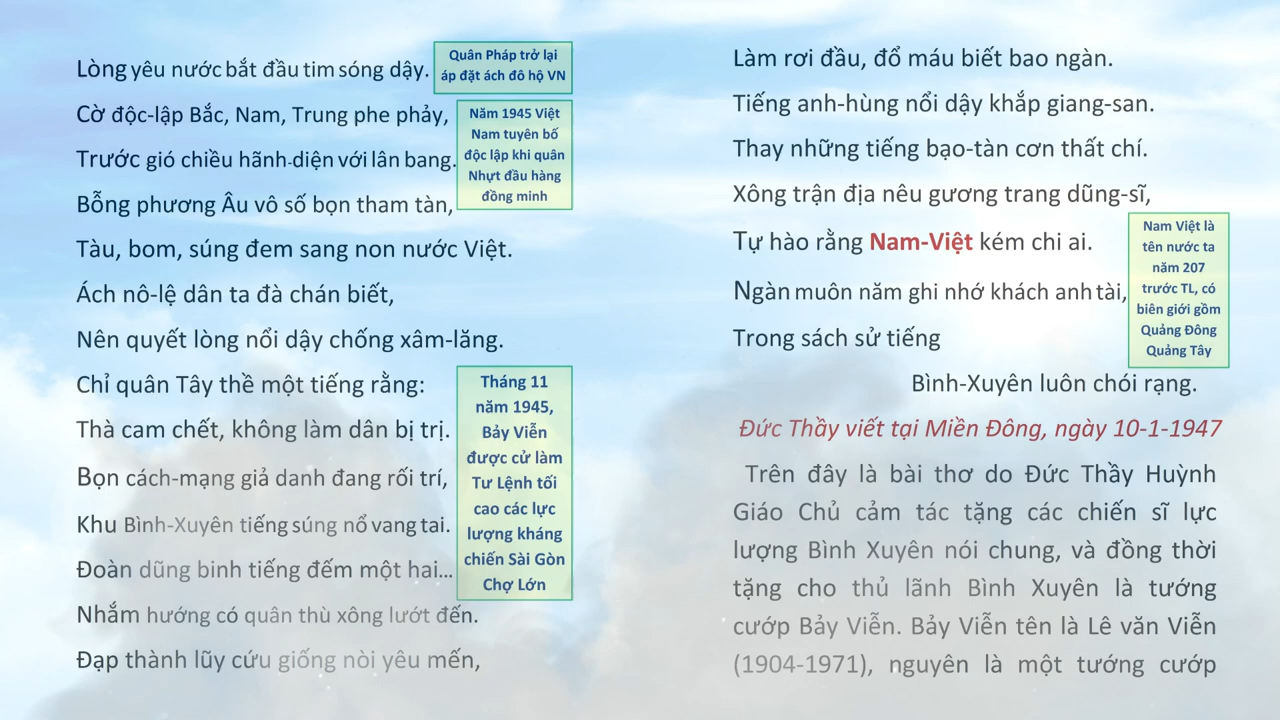 Lòng yêu nước bắt đầu tim sóng dậy.
Quân Pháp trở lại
áp đặt ách đô hộ VN
Cờ độc-lập Bắc, Nam, Trung phe phảy,
Trước gió chiều hãnh-diện với lân bang.
Năm 1945 Việt
Nam tuyên bố
độc lập khi quân
Nhựt đầu hàng
đồng minh
Bỗng phương Âu vô số bọn tham tàn,
Tàu, bom, súng đem sang non nước Việt.
Ách nô-lệ dân ta đà chán biết,
Nên quyết lòng nổi dậy chống xâm-lăng.
Chỉ quân Tây thề một tiếng rằng:
Thà cam chết, không làm dân bị trị.
Bọn cách-mạng giả danh đang rối trí,
Khu Bình-Xuyên tiếng súng nổ vang tai.
Đoàn dũng binh tiếng đếm một hai...
Tháng 11
năm 1945,
Bảy Viễn
được cử làm
Tư Lệnh tối
cao các lực
lượng kháng
chiến Sài Gòn
Chợ Lớn
Nhắm hướng có quân thù xông lướt đến.
Đạp thành lũy cứu giống nòi yêu mến,
Làm rơi đầu, đổ máu biết bao ngàn.
Tiếng anh-hùng nổi dậy khắp giang-san.
Thay những tiếng bạo-tàn cơn thất chí.
Xông trận địa nêu gương trang dũng-sĩ,
Tự hào rằng Nam-Việt kém chi ai.
Ngàn muôn năm ghi nhớ khách anh tài,
Nam Việt là
tên nước ta
năm 207
trước TL, có
biên giới gồm
Quảng Đông
Quảng Tây
Trong sách sử tiếng
Bình-Xuyên luôn chói rạng.
Đức Thầy viết tại Miền Đông, ngày 10-1-1947
Trên đây là bài thơ do Đức Thầy Huỳnh
Giáo Chủ cảm tác tặng các chiến sĩ lực
lượng Bình Xuyên nói chung, và đồng thời
tặng cho thủ lãnh Bình Xuyên là tướng
cướp Bảy Viễn. Bảy Viễn tên là Lê văn Viễn
(1904-1971), nguyên là một tướng cướp